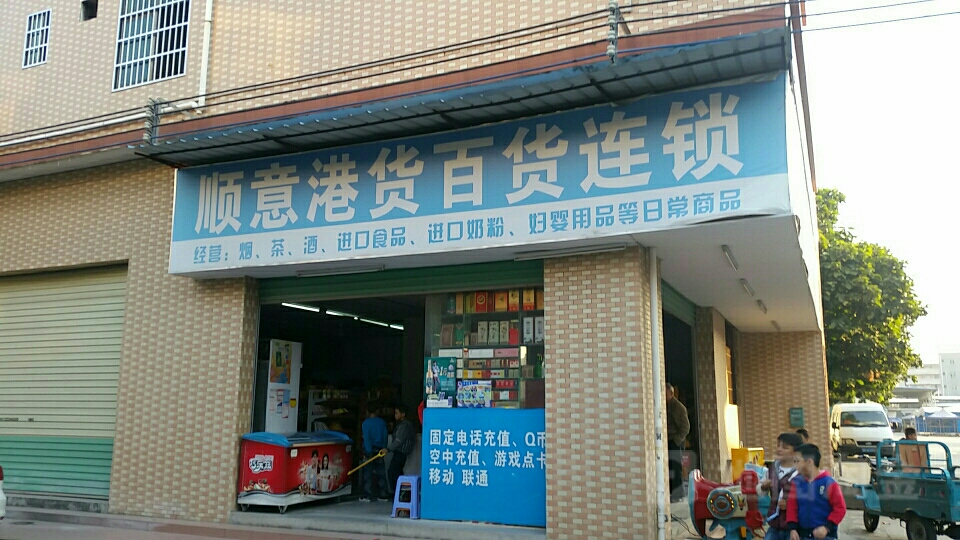 顺意港货百货连锁
经营：烟、茶、酒、进口食品、进口奶粉、妇婴用品等日常商品
固定电话充值、Q币
空中充值、游戏点卡
移动 联通